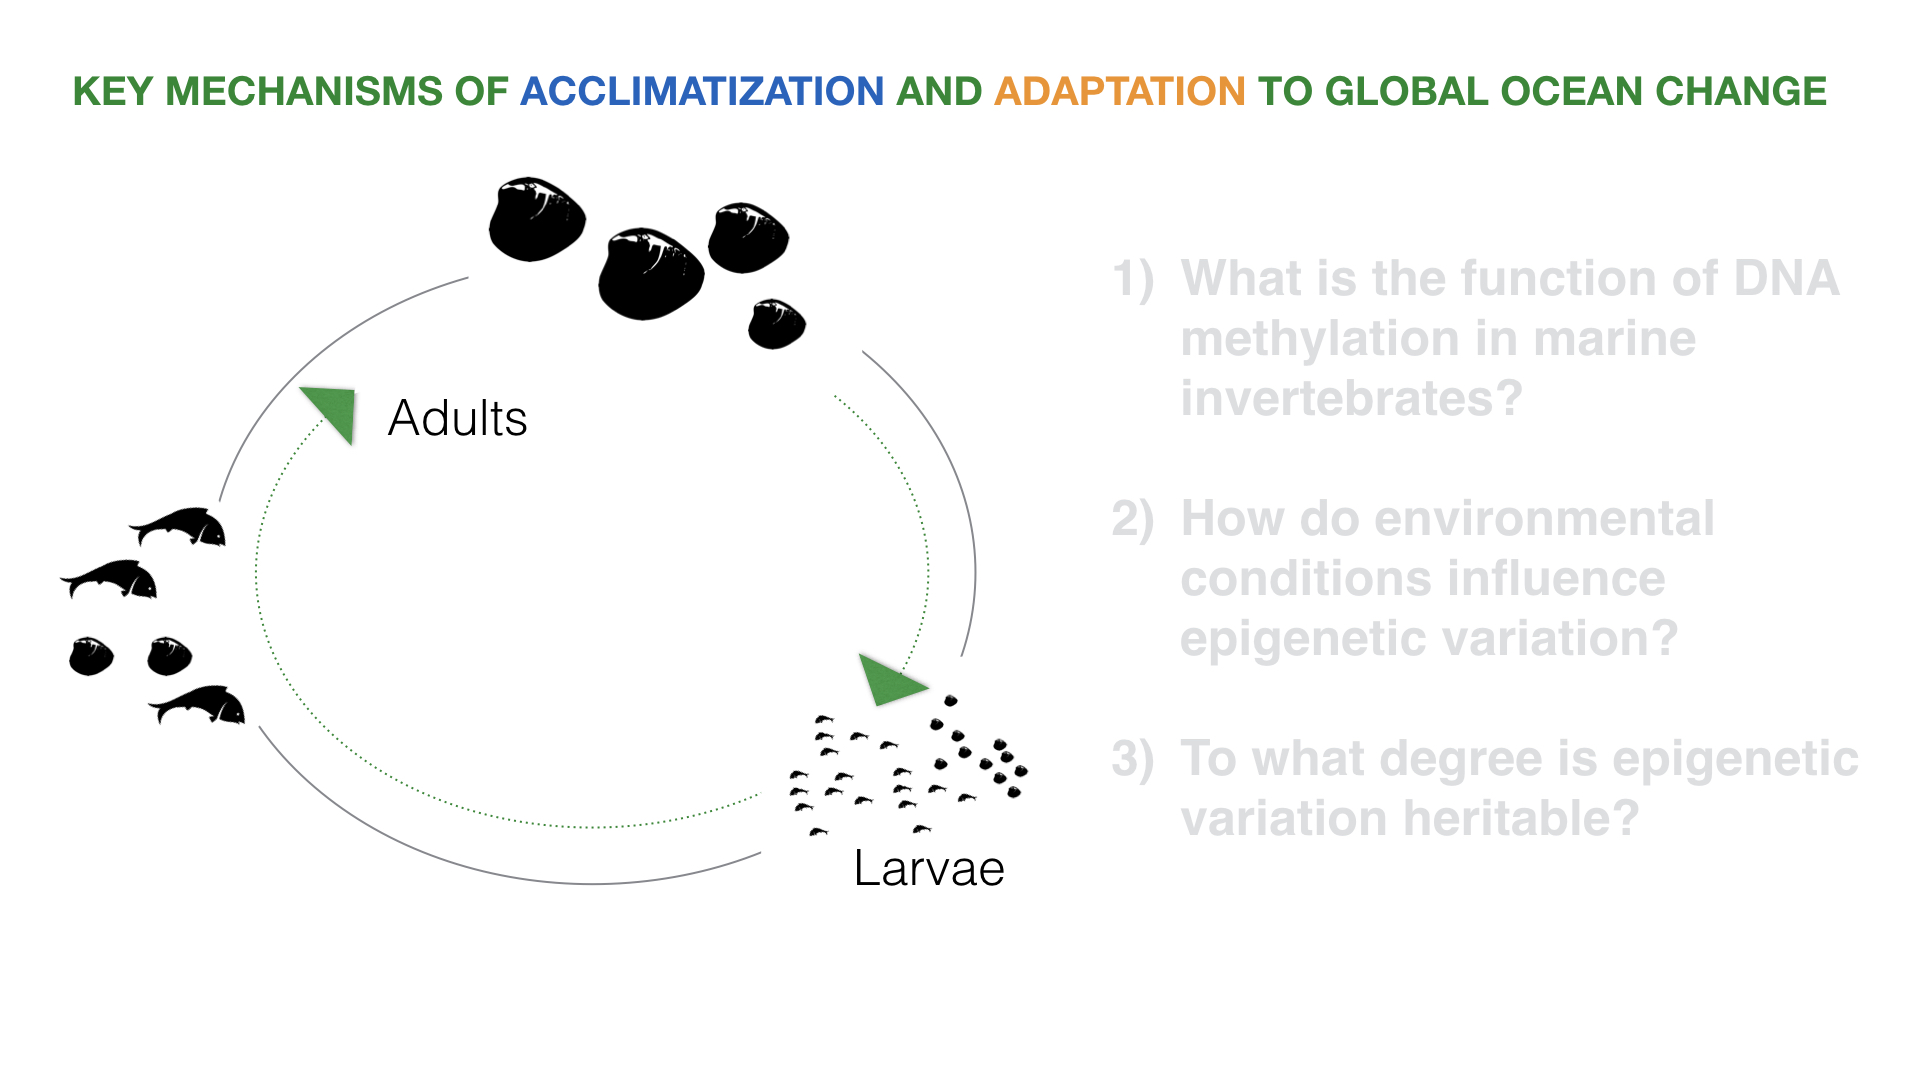 KEY MECHANISMS OF ACCLIMATIZATION AND ADAPTATION TO GLOBAL OCEAN CHANGE
Adults
Larvae
1) What is the function of DNA
methylation in marine
invertebrates?
2) How do environmental
conditions influence
epigenetic variation?
3) To what degree is epigenetic
variation heritable?